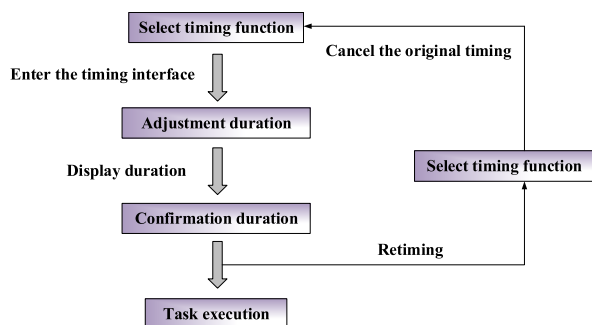 Select timing function
Cancel the original timing
Enter the timing interface
Adjustment duration
Display duration
Select timing function
Confirmation duration
Retiming
Task execution